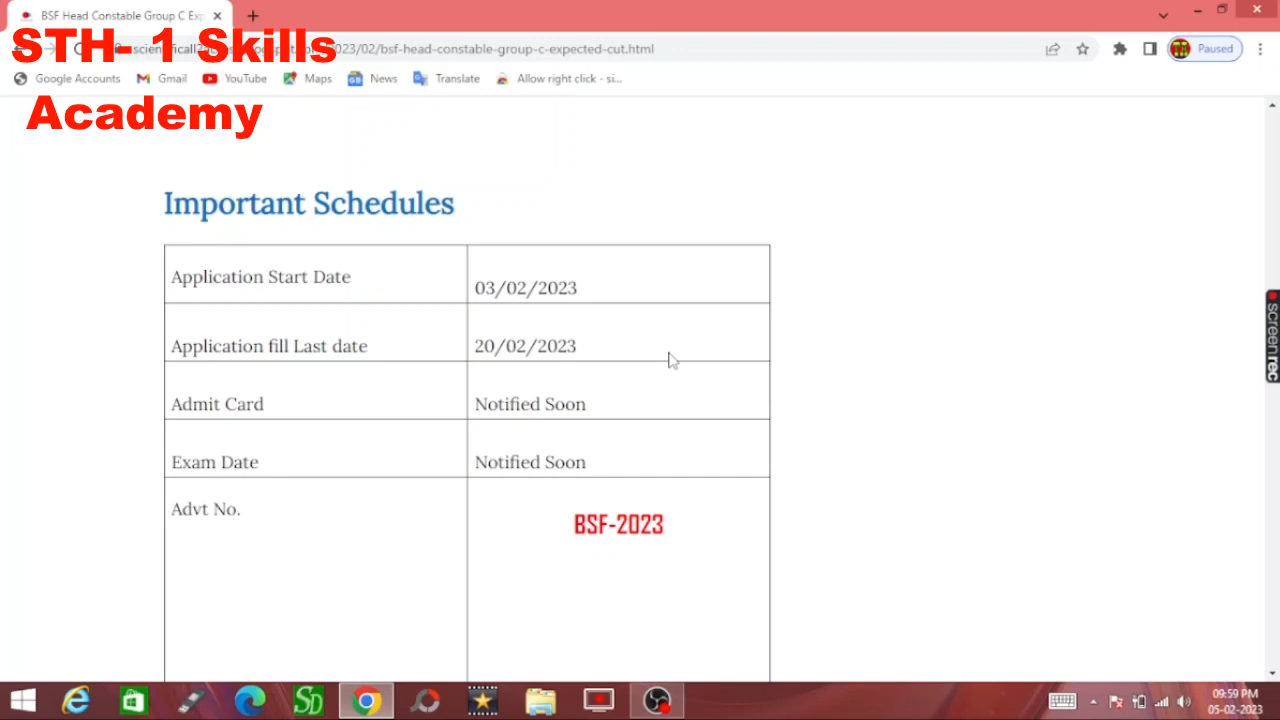 BSF Head Constable Group C Exp
STH- 1 Skills
2023/02/bsf-head-constable-group-c-expected-cut.html
Paused
Google Accounts
Gmail
YouTube
Maps
News
Translate
Allow right click - si...
Academy
Important Schedules
Application Start Date
03/02/2023
Application fill Last date
20/02/2023
Admit Card
Notified Soon
Exam Date
Notified Soon
Advt No.
BSF-2023
screenrec
SD
09:59 PM
05-02-2023